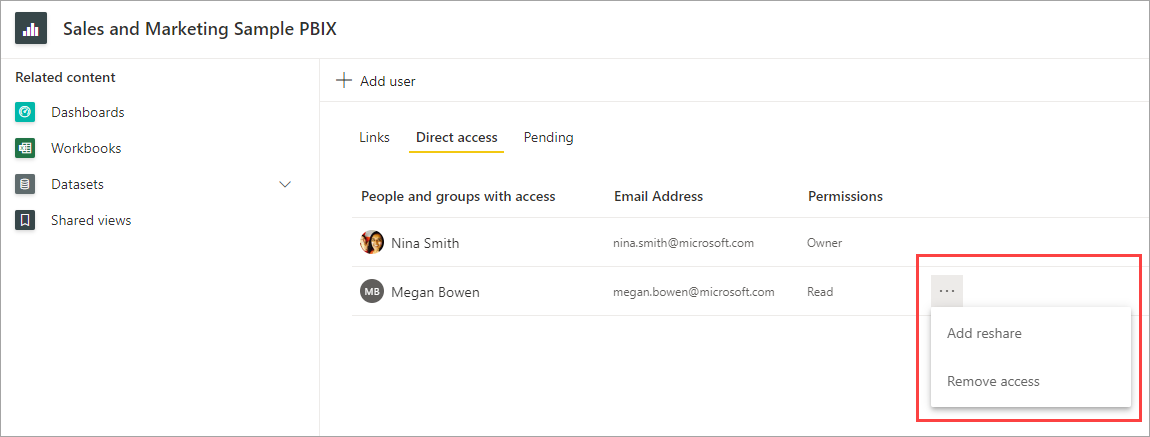 Sales and Marketing Sample PBIX
Related content
Dashboards
Workbooks
Datasets
Shared views
Add user
Links Direct access Pending
People and groups with access Email Address Permissions
Nina Smith nina.smith@microsoft.com Owner
MB Megan Bowen megan.bowen@microsoft.com Read ...
Add reshare
Remove access